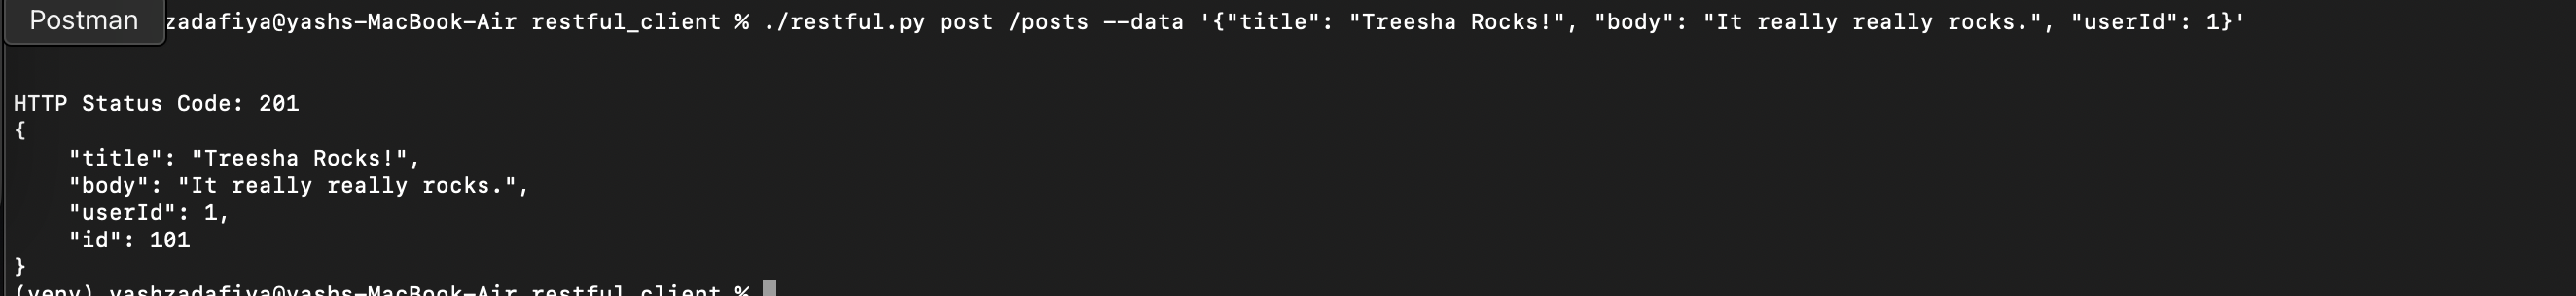 Postman
zadafiya@yashs-MacBook-Air restful_client % ./restful.py post /posts --data '{"title": "Treesha Rocks!", "body": "It really really rocks.", "userId": 1}'
HTTP Status Code: 201
{
    "title": "Treesha Rocks!",
    "body": "It really really rocks.",
    "userId": 1,
    "id": 101
}
(venv) yashzadafiya@yashs-MacBook-Air restful_client %